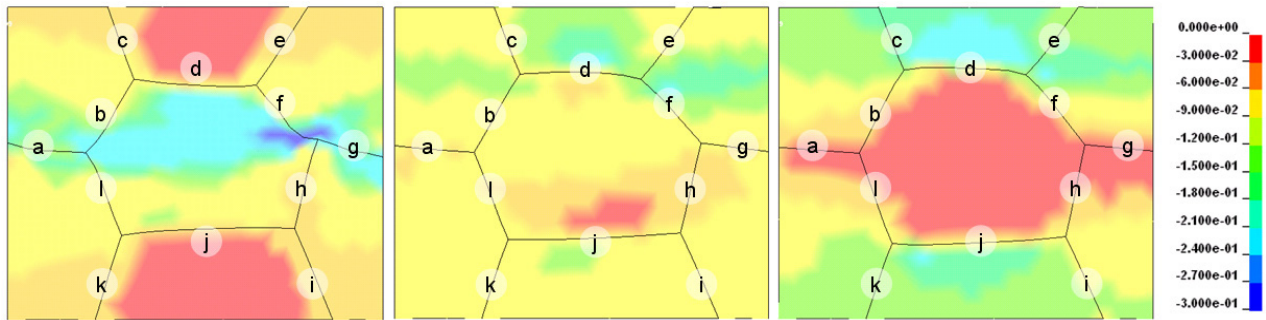 c e
d
b f
a g
l h
j
k i
c e
d
b f
a g
l h
j
k i
c e
d
b f
a g
l h
j
k i
0.000e+00
-3.000e-02
-6.000e-02
-9.000e-02
-1.200e-01
-1.500e-01
-1.800e-01
-2.100e-01
-2.400e-01
-2.700e-01
-3.000e-01